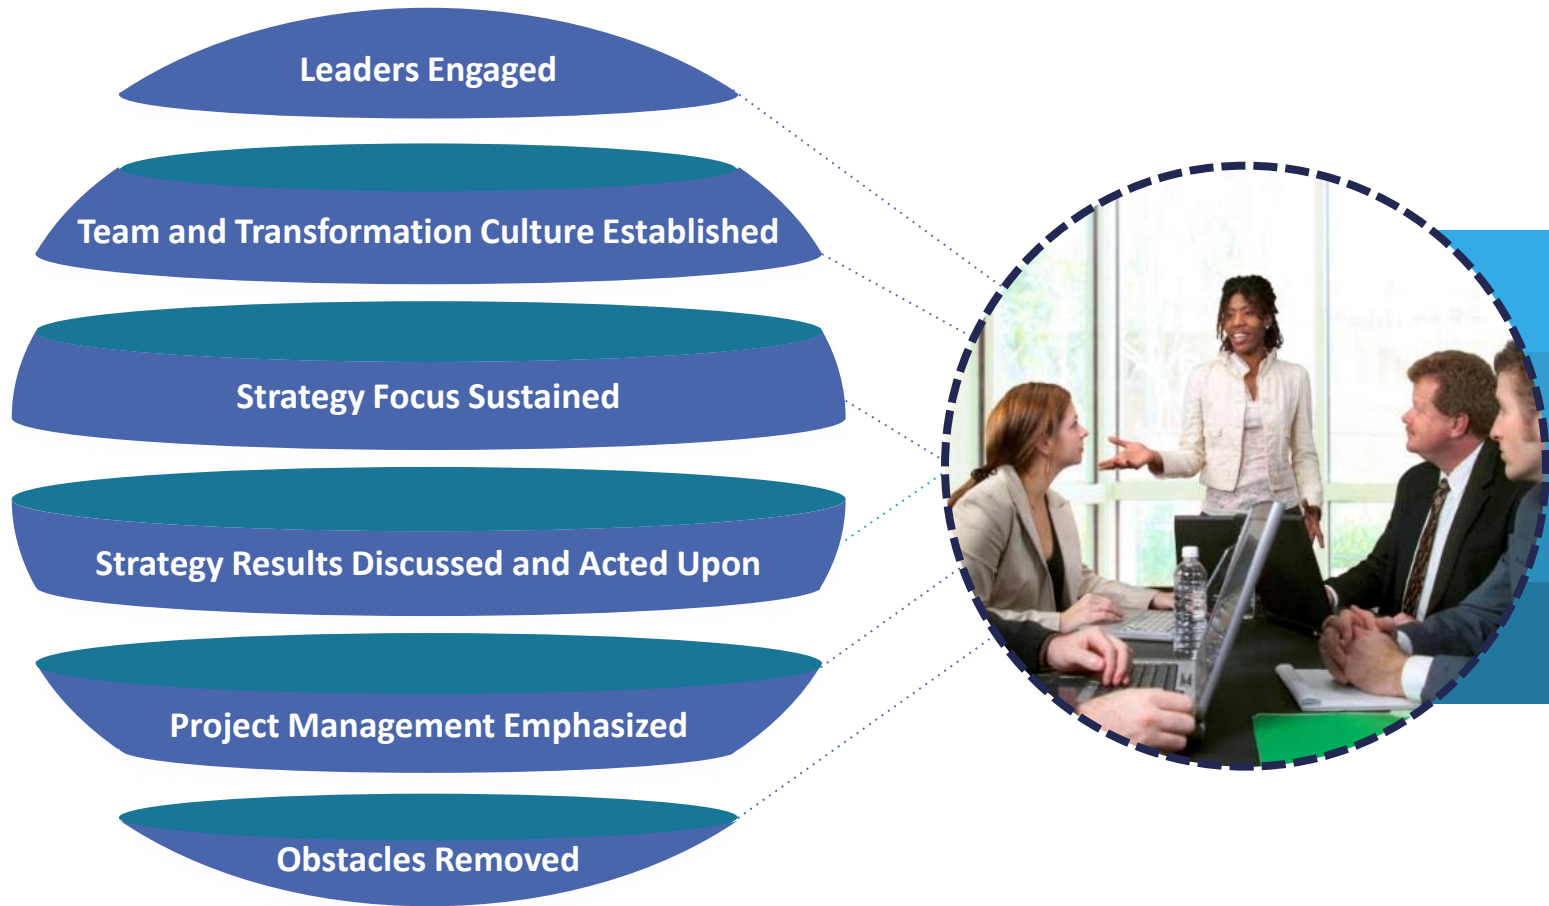 Leaders Engaged
Team and Transformation Culture Established
Strategy Focus Sustained
Strategy Results Discussed and Acted Upon
Project Management Emphasized
Obstacles Removed